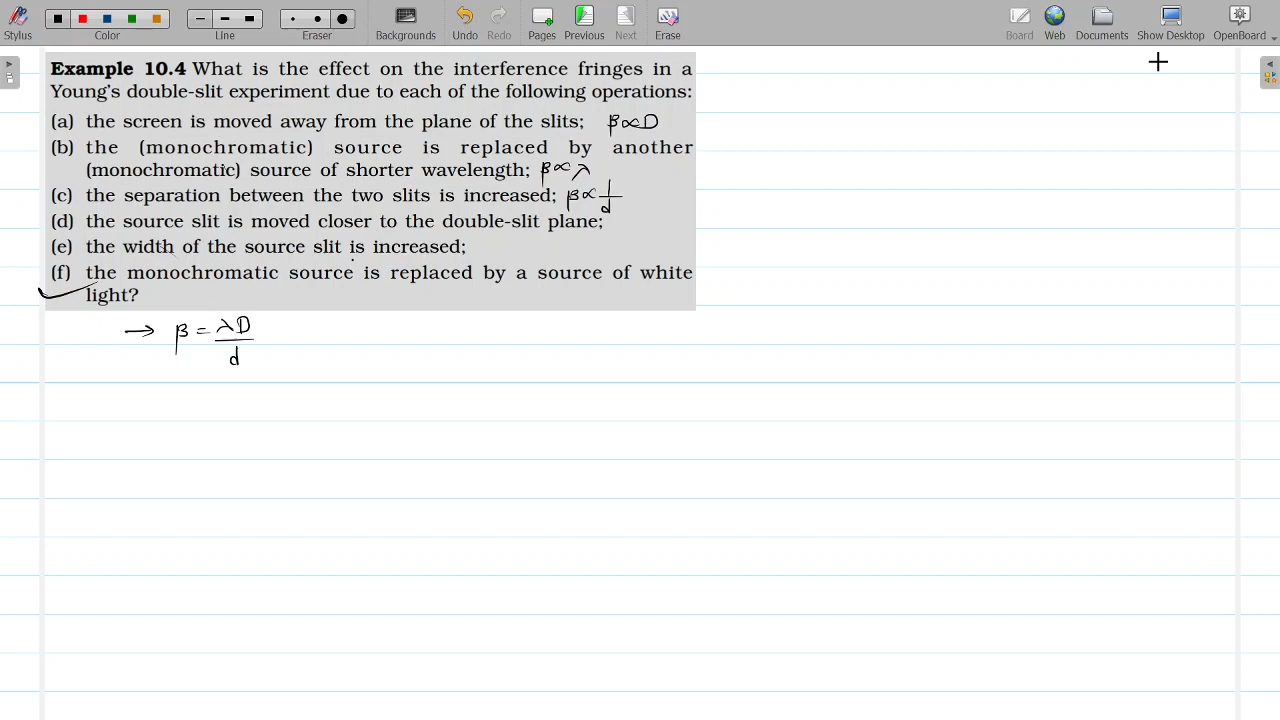 Stylus
Color
Line
Eraser
Backgrounds
Undo
Redo
Pages
Previous
Next
Erase
Board
Web
Documents
Show Desktop
OpenBoard
Example 10.4 What is the effect on the interference fringes in a
Young's double-slit experiment due to each of the following operations:
(a) the screen is moved away from the plane of the slits; β∝D
(b) the (monochromatic) source is replaced by another
(monochromatic) source of shorter wavelength; β∝λ
(c) the separation between the two slits is increased; β∝1/d
(d) the source slit is moved closer to the double-slit plane;
(e) the width of the source slit is increased;
(f) the monochromatic source is replaced by a source of white
light?
→ β = λD/d